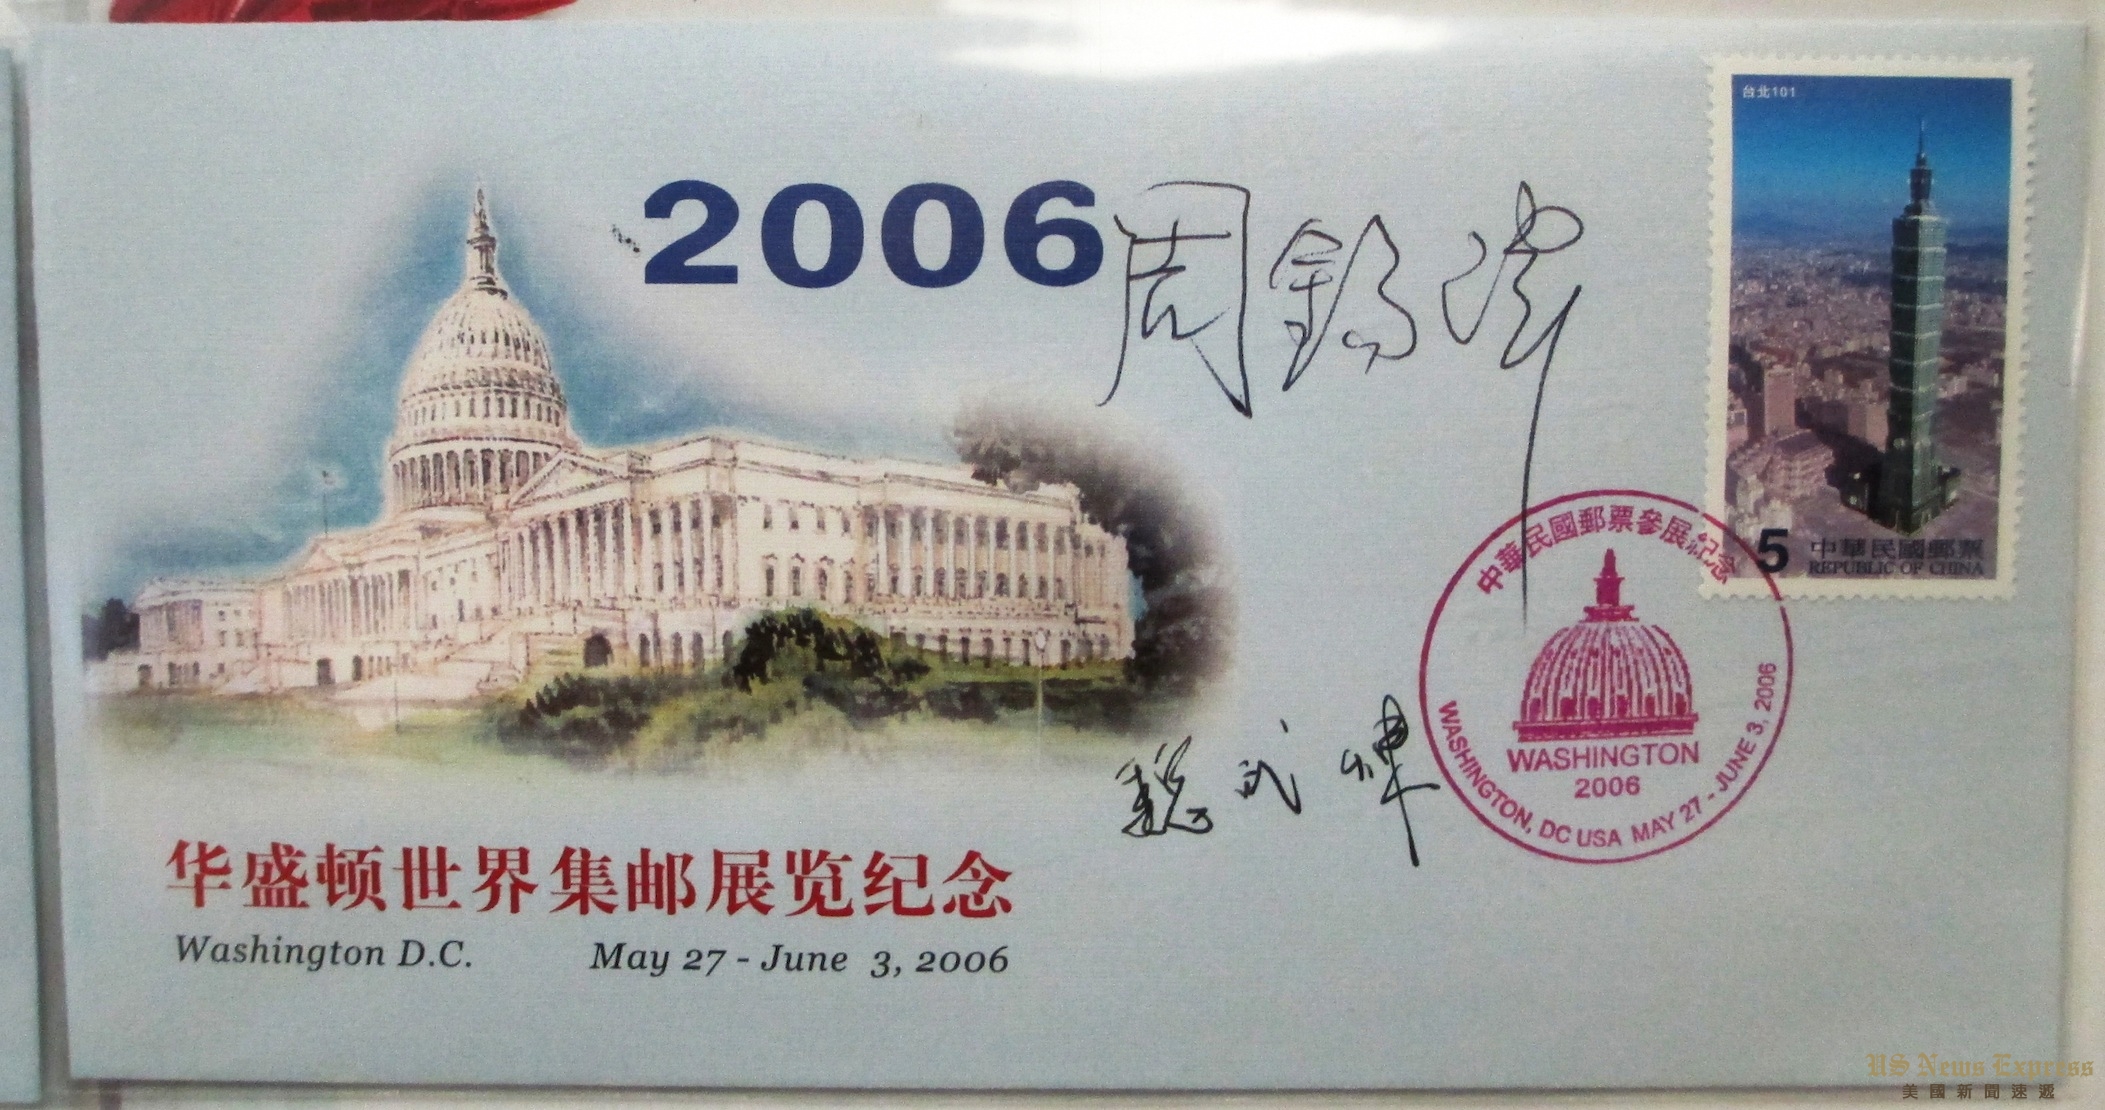 2006
周錫瑋
台北101
5 中華民國郵票
REPUBLIC OF CHINA
中華民國郵票參展紀念
WASHINGTON
2006
WASHINGTON, DC USA MAY 27 - JUNE 3, 2006
华盛顿世界集邮展览纪念
Washington D.C. May 27 - June 3, 2006
US News Express
美國新聞速遞